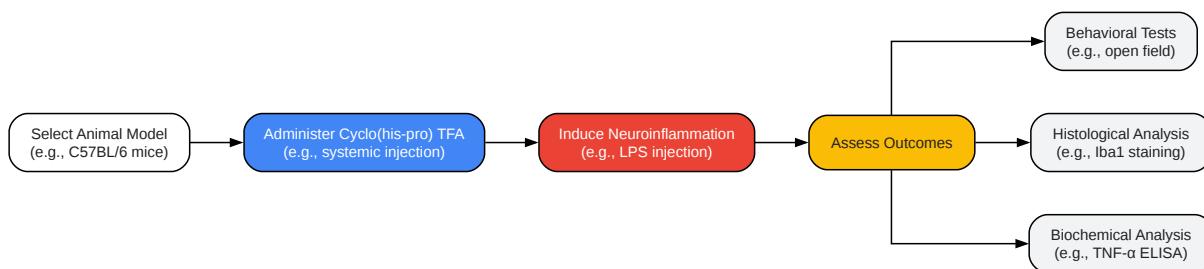 Select Animal Model
(e.g., C57BL/6 mice)
Administer Cyclo(his-pro) TFA
(e.g., systemic injection)
Induce Neuroinflammation
(e.g., LPS injection)
Assess Outcomes
Behavioral Tests
(e.g., open field)
Histological Analysis
(e.g., Iba1 staining)
Biochemical Analysis
(e.g., TNF-α ELISA)